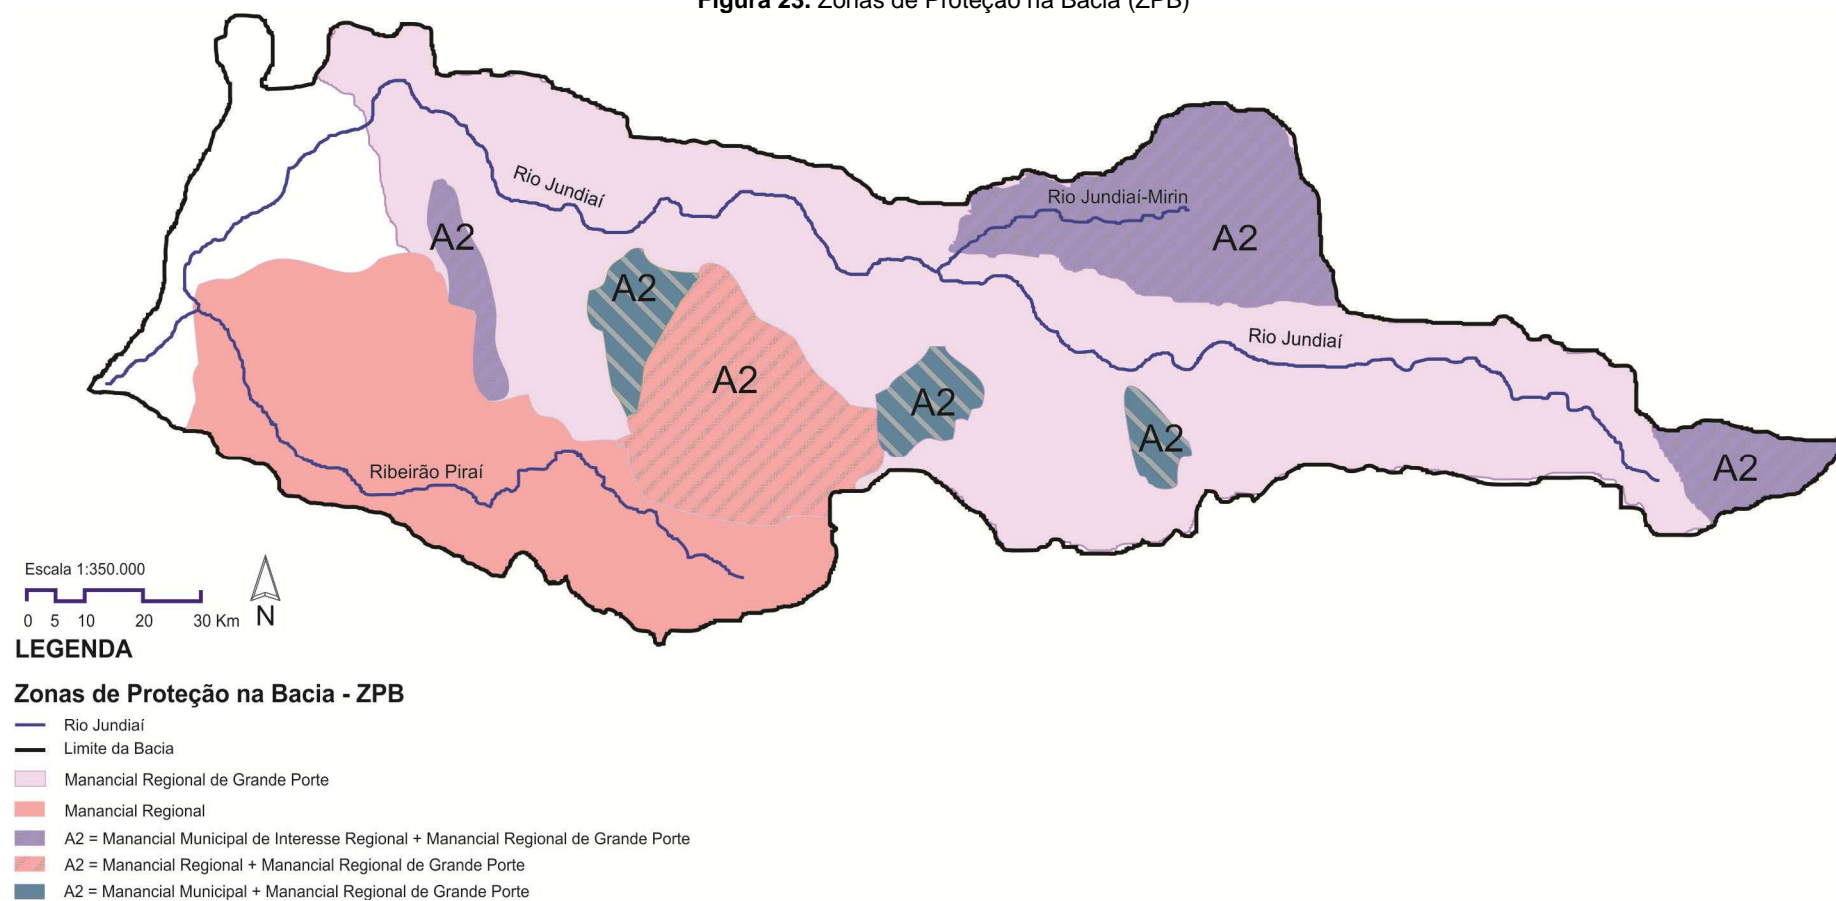 Figura 23. Zonas de Proteção na Bacia (ZPB)
Rio Jundiaí
Rio Jundiaí-Mirin
A2
A2
A2
Rio Jundiaí
A2
A2
A2
A2
Ribeirão Piraí
Escala 1:350.000
0 5 10 20 30 Km
N
LEGENDA
Zonas de Proteção na Bacia - ZPB
Rio Jundiaí
Limite da Bacia
Manancial Regional de Grande Porte
Manancial Regional
A2 = Manancial Municipal de Interesse Regional + Manancial Regional de Grande Porte
A2 = Manancial Regional + Manancial Regional de Grande Porte
A2 = Manancial Municipal + Manancial Regional de Grande Porte